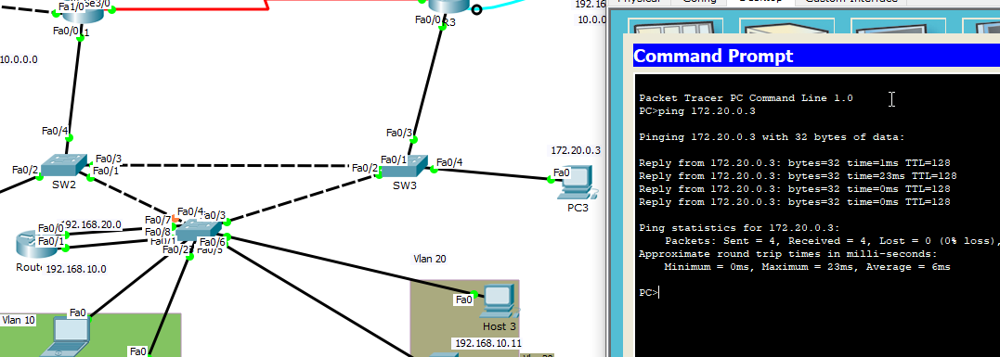 Fa1/0
Se3/0
Fa0/0
10.0.0.0
Fa0/4
Fa0/3
Fa0/2
Fa0/1
SW2
Fa0/0
R3
192.16
10.0.0
Fa0/3
Fa0/1
Fa0/2
Fa0/4
SW3
172.20.0.3
Fa0
PC3
Fa0/4
Fa0/3
Fa0/7
Fa0/8
Fa0/1
Fa0/2
Fa0/5
Fa0/6
Fa0/0
192.168.20.0
Fa0/1
Route
192.168.10.0
Vlan 20
Vlan 10
Fa0
Fa0
Fa0
Host 3
192.168.10.11
Physical
Config
Desktop
Custom Interface
Command Prompt
Packet Tracer PC Command Line 1.0
PC>ping 172.20.0.3
Pinging 172.20.0.3 with 32 bytes of data:
Reply from 172.20.0.3: bytes=32 time=1ms TTL=128
Reply from 172.20.0.3: bytes=32 time=23ms TTL=128
Reply from 172.20.0.3: bytes=32 time=0ms TTL=128
Reply from 172.20.0.3: bytes=32 time=0ms TTL=128
Ping statistics for 172.20.0.3:
Packets: Sent = 4, Received = 4, Lost = 0 (0% loss),
Approximate round trip times in milli-seconds:
Minimum = 0ms, Maximum = 23ms, Average = 6ms
PC>